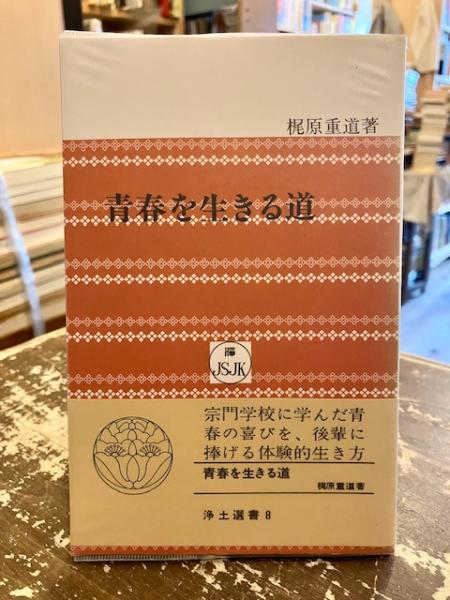 梶原重道著
青春を生きる道
JSJK
宗門学校に学んだ青
春の喜びを、後輩に
捧げる体験的生き方
青春を生きる道
梶原重道著
浄土選書 8